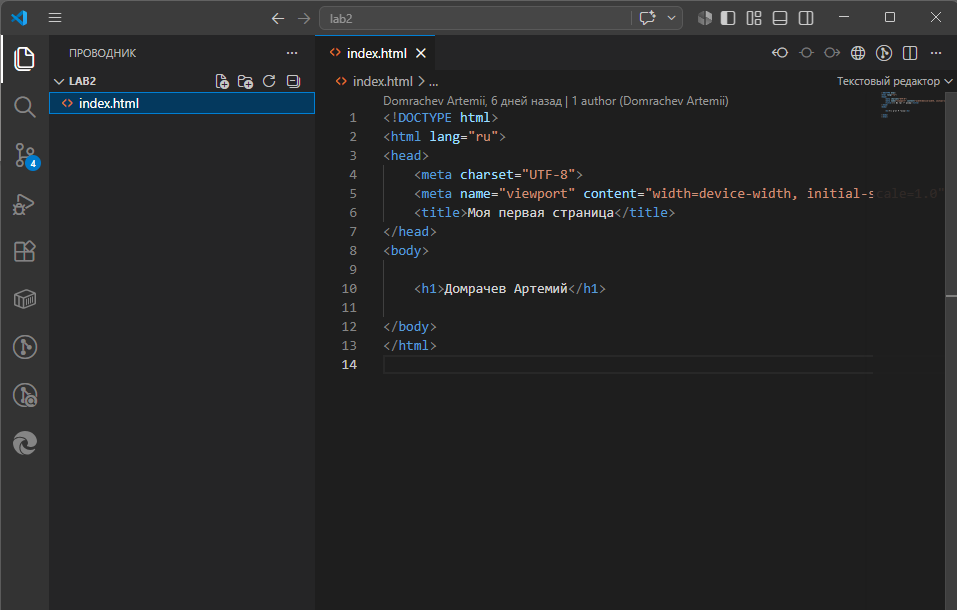 lab2
ПРОВОДНИК
LAB2
index.html
4
index.html
index.html > ...
Текстовый редактор
Domrachev Artemii, 6 дней назад | 1 author (Domrachev Artemii)
1 <!DOCTYPE html>
2 <html lang="ru">
3 <head>
4 <meta charset="UTF-8">
5 <meta name="viewport" content="width=device-width, initial-scale=1.0"
6 <title>Моя первая страница</title>
7 </head>
8 <body>
9
10 <h1>Домрачев Артемий</h1>
11
12 </body>
13 </html>
14